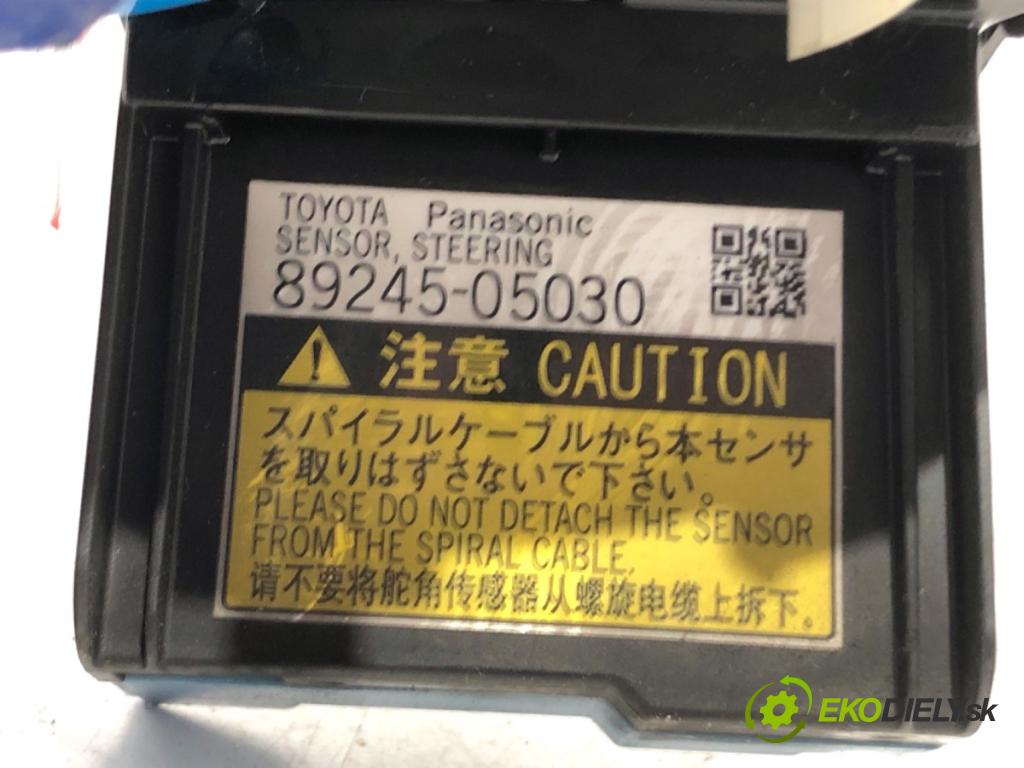 TOYOTA Panasonic
SENSOR, STEERING
89245-05030
注意 CAUTION
スパイラルケーブルから本センサ
を取りはずさないで下さい。
PLEASE DO NOT DETACH THE SENSOR
FROM THE SPIRAL CABLE.
请不要将舵角传感器从螺旋电缆上拆下。
EKODIELY.sk